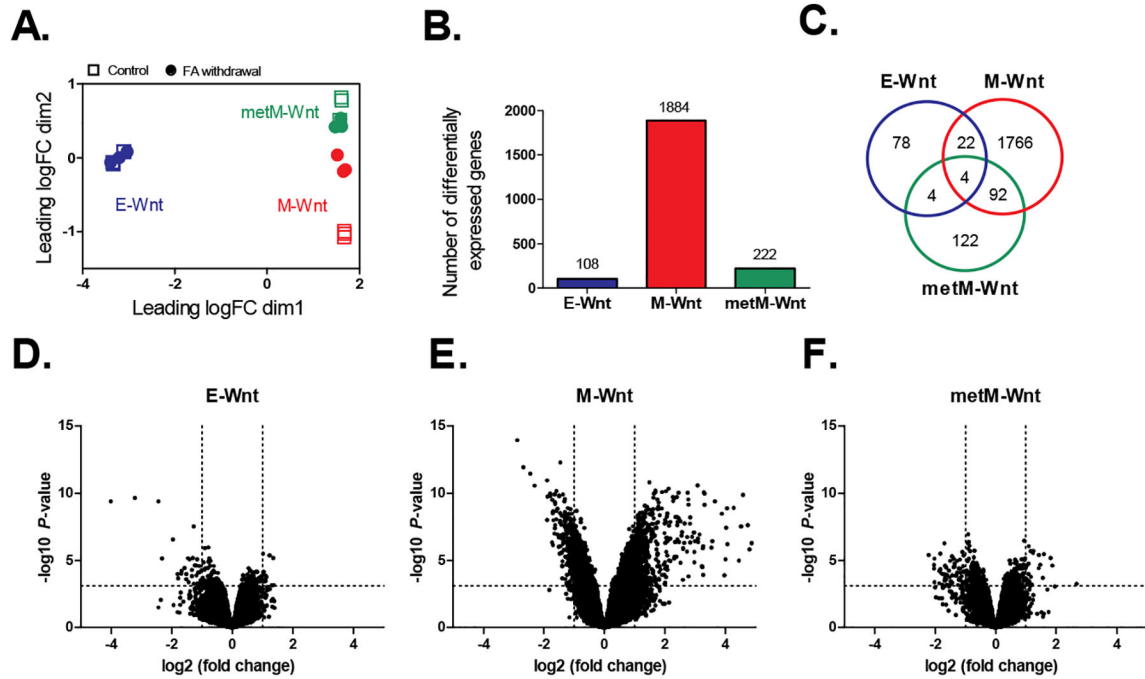 A.
Control FA withdrawal
1
0
-1
-4 -2 0 2
Leading logFC dim2
Leading logFC dim1
metM-Wnt
E-Wnt
M-Wnt
B.
Number of differentially
expressed genes
2000
1500
1000
500
0
108
1884
222
E-Wnt M-Wnt metM-Wnt
C.
E-Wnt M-Wnt
78 22 1766
4
4 92
122
metM-Wnt
D.
E-Wnt
15
10
5
0
-4 -2 0 2 4
-log10 P-value
log2 (fold change)
E.
M-Wnt
15
10
5
0
-4 -2 0 2 4
-log10 P-value
log2 (fold change)
F.
metM-Wnt
15
10
5
0
-4 -2 0 2 4
-log10 P-value
log2 (fold change)